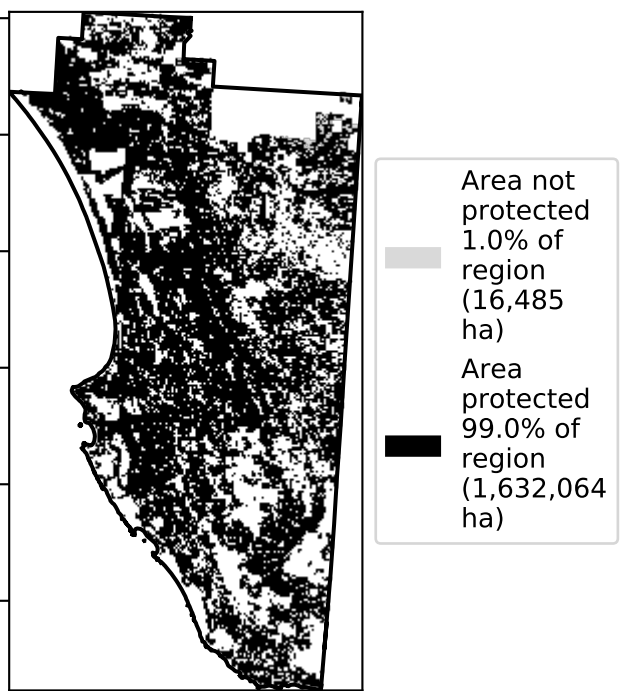 Area not
protected
1.0% of
region
(16,485
ha)
Area
protected
99.0% of
region
(1,632,064
ha)